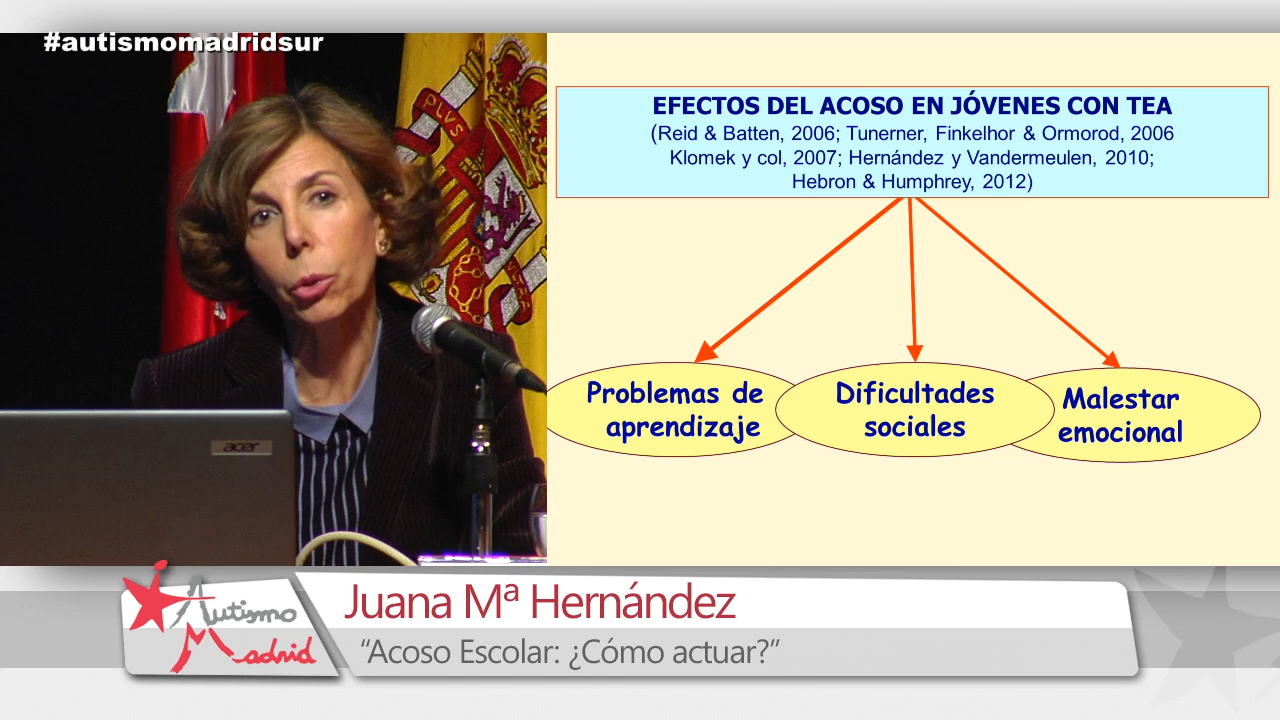 #autismomadridsur
PLVS
acer
EFECTOS DEL ACOSO EN JÓVENES CON TEA
(Reid & Batten, 2006; Tunerner, Finkelhor & Ormorod, 2006
Klomek y col, 2007; Hernández y Vandermeulen, 2010;
Hebron & Humphrey, 2012)
Problemas de
aprendizaje
Dificultades
sociales
Malestar
emocional
Autismo
Madrid
Juana Mª Hernández
“Acoso Escolar: ¿Cómo actuar?”